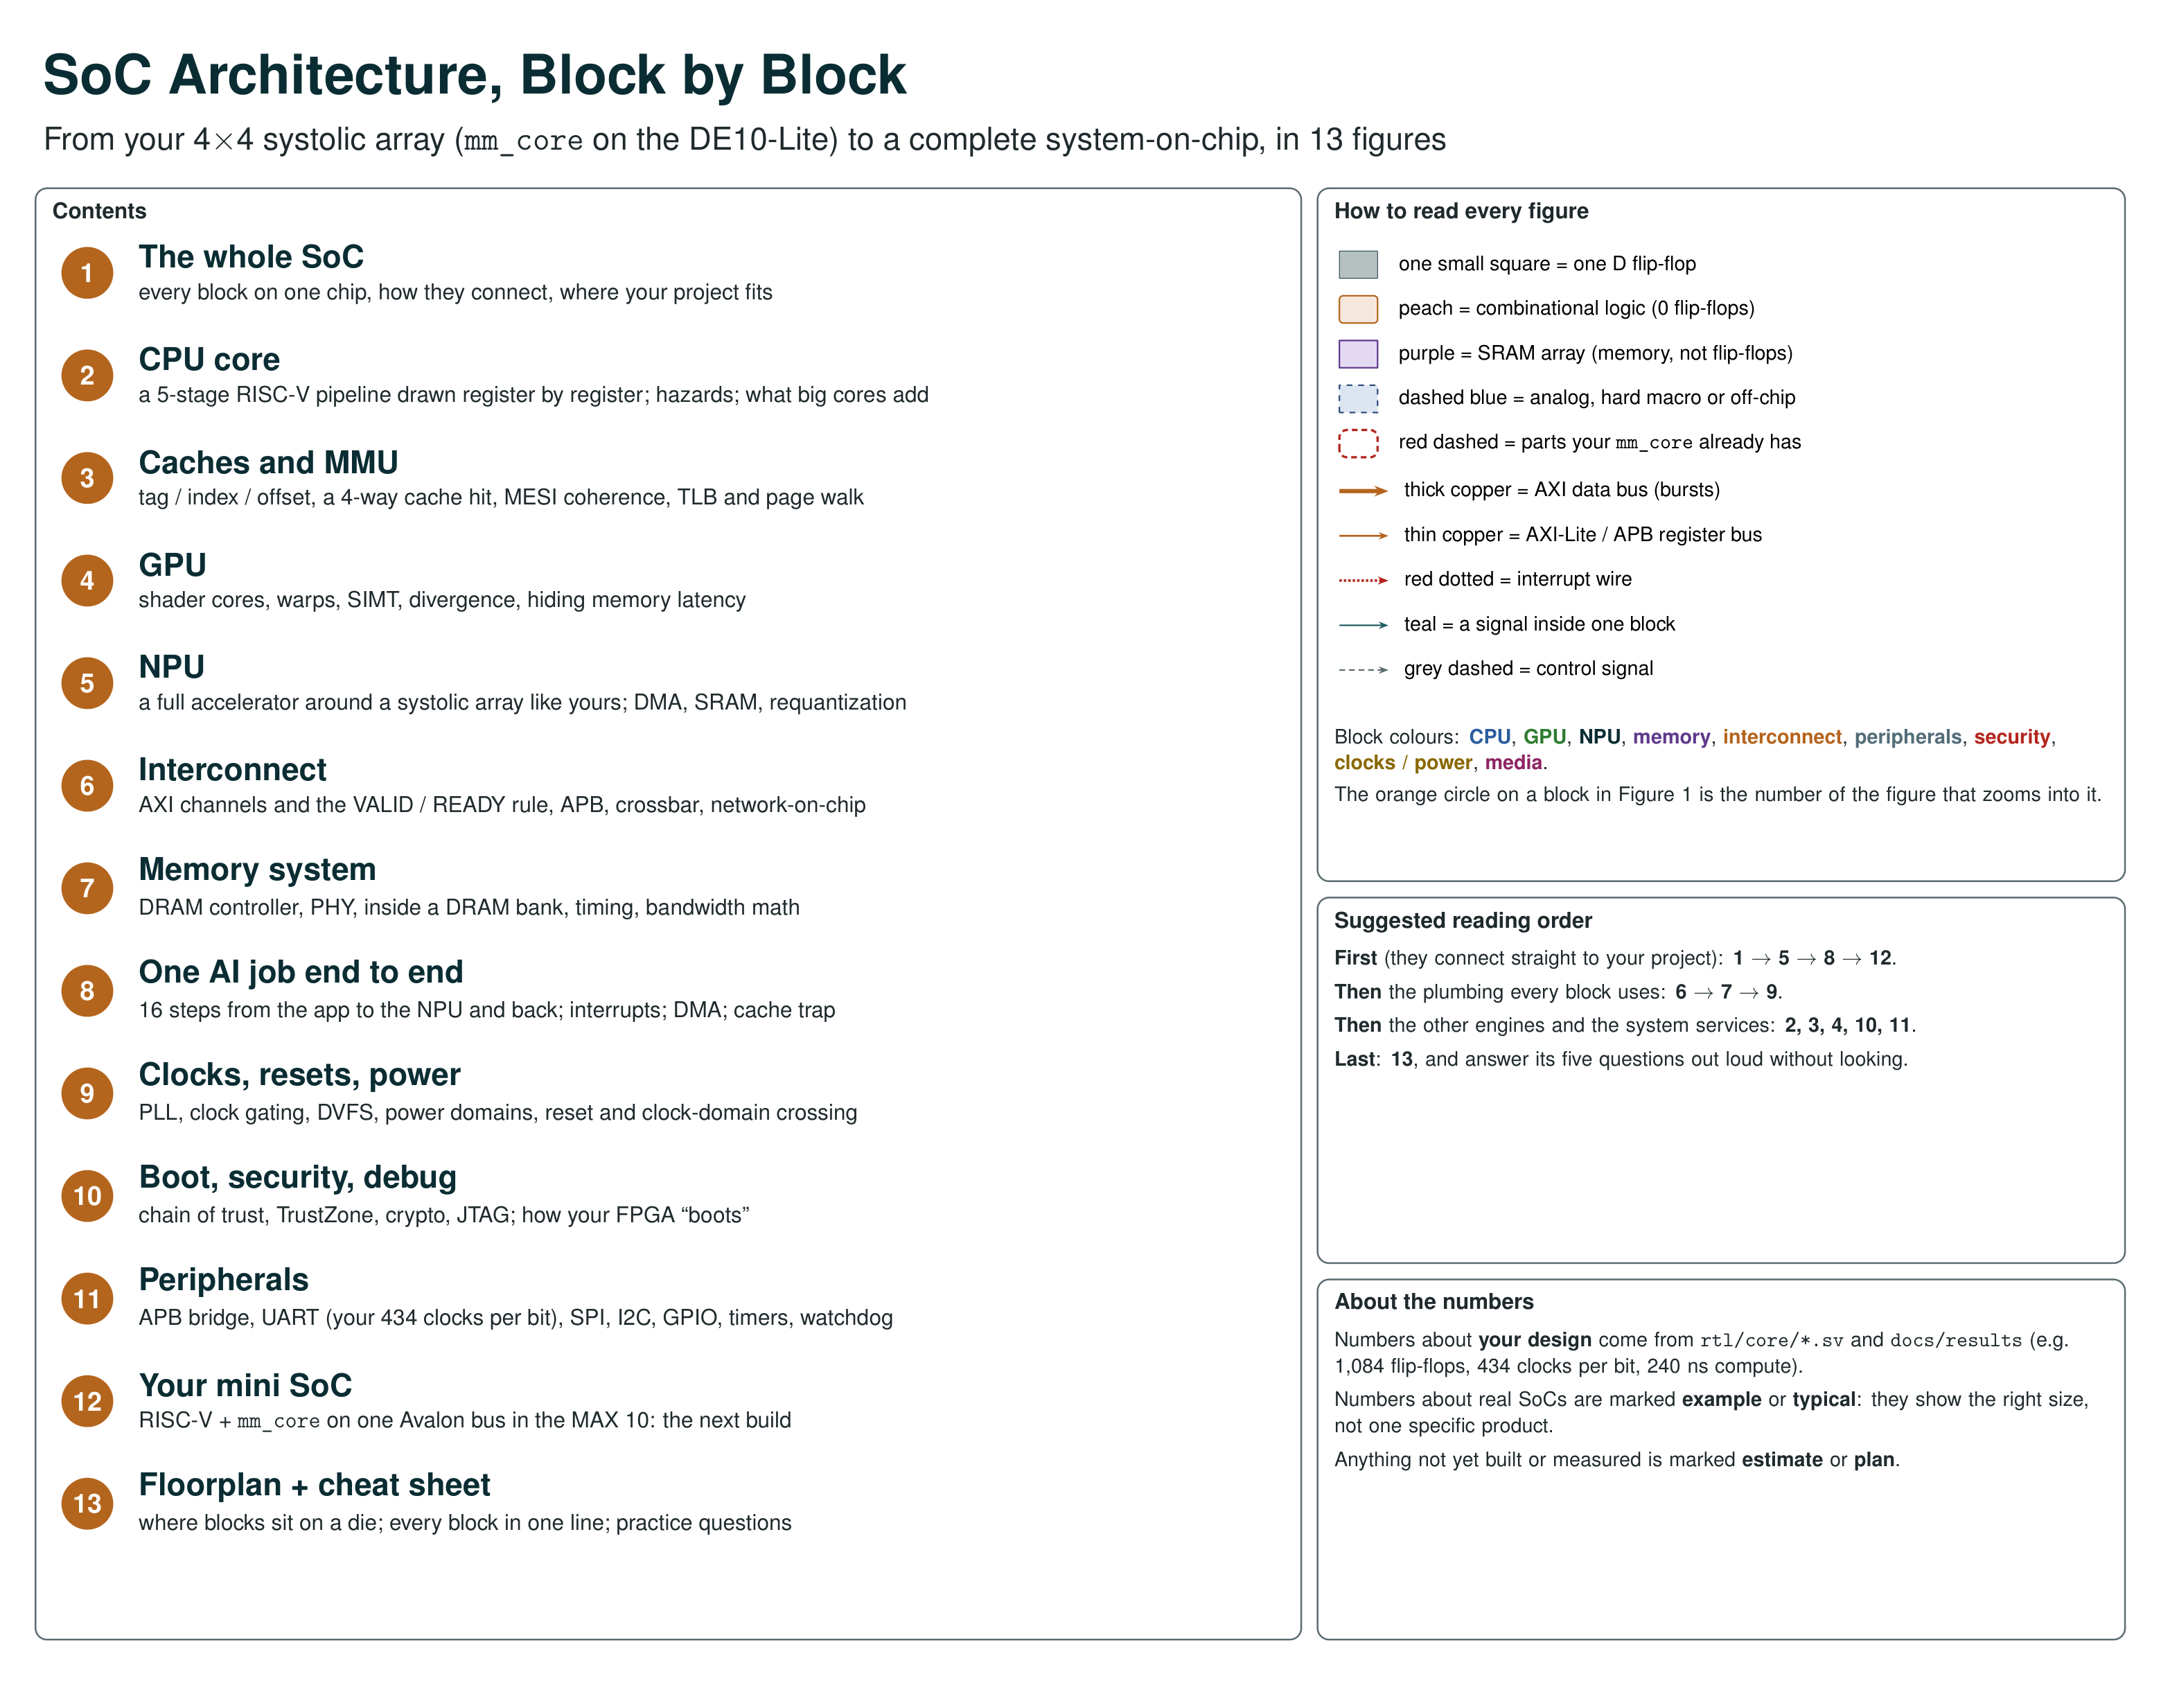 SoC Architecture, Block by Block
From your 4×4 systolic array (mm_core on the DE10-Lite) to a complete system-on-chip, in 13 figures
Contents
1
The whole SoC
every block on one chip, how they connect, where your project fits
2
CPU core
a 5-stage RISC-V pipeline drawn register by register; hazards; what big cores add
3
Caches and MMU
tag / index / offset, a 4-way cache hit, MESI coherence, TLB and page walk
4
GPU
shader cores, warps, SIMT, divergence, hiding memory latency
5
NPU
a full accelerator around a systolic array like yours; DMA, SRAM, requantization
6
Interconnect
AXI channels and the VALID / READY rule, APB, crossbar, network-on-chip
7
Memory system
DRAM controller, PHY, inside a DRAM bank, timing, bandwidth math
8
One AI job end to end
16 steps from the app to the NPU and back; interrupts; DMA; cache trap
9
Clocks, resets, power
PLL, clock gating, DVFS, power domains, reset and clock-domain crossing
10
Boot, security, debug
chain of trust, TrustZone, crypto, JTAG; how your FPGA “boots”
11
Peripherals
APB bridge, UART (your 434 clocks per bit), SPI, I2C, GPIO, timers, watchdog
12
Your mini SoC
RISC-V + mm_core on one Avalon bus in the MAX 10: the next build
13
Floorplan + cheat sheet
where blocks sit on a die; every block in one line; practice questions
How to read every figure
one small square = one D flip-flop
peach = combinational logic (0 flip-flops)
purple = SRAM array (memory, not flip-flops)
dashed blue = analog, hard macro or off-chip
red dashed = parts your mm_core already has
thick copper = AXI data bus (bursts)
thin copper = AXI-Lite / APB register bus
red dotted = interrupt wire
teal = a signal inside one block
grey dashed = control signal
Block colours: CPU, GPU, NPU, memory, interconnect, peripherals, security,
clocks / power, media.
The orange circle on a block in Figure 1 is the number of the figure that zooms into it.
Suggested reading order
First (they connect straight to your project): 1 → 5 → 8 → 12.
Then the plumbing every block uses: 6 → 7 → 9.
Then the other engines and the system services: 2, 3, 4, 10, 11.
Last: 13, and answer its five questions out loud without looking.
About the numbers
Numbers about your design come from rtl/core/*.sv and docs/results (e.g.
1,084 flip-flops, 434 clocks per bit, 240 ns compute).
Numbers about real SoCs are marked example or typical: they show the right size,
not one specific product.
Anything not yet built or measured is marked estimate or plan.